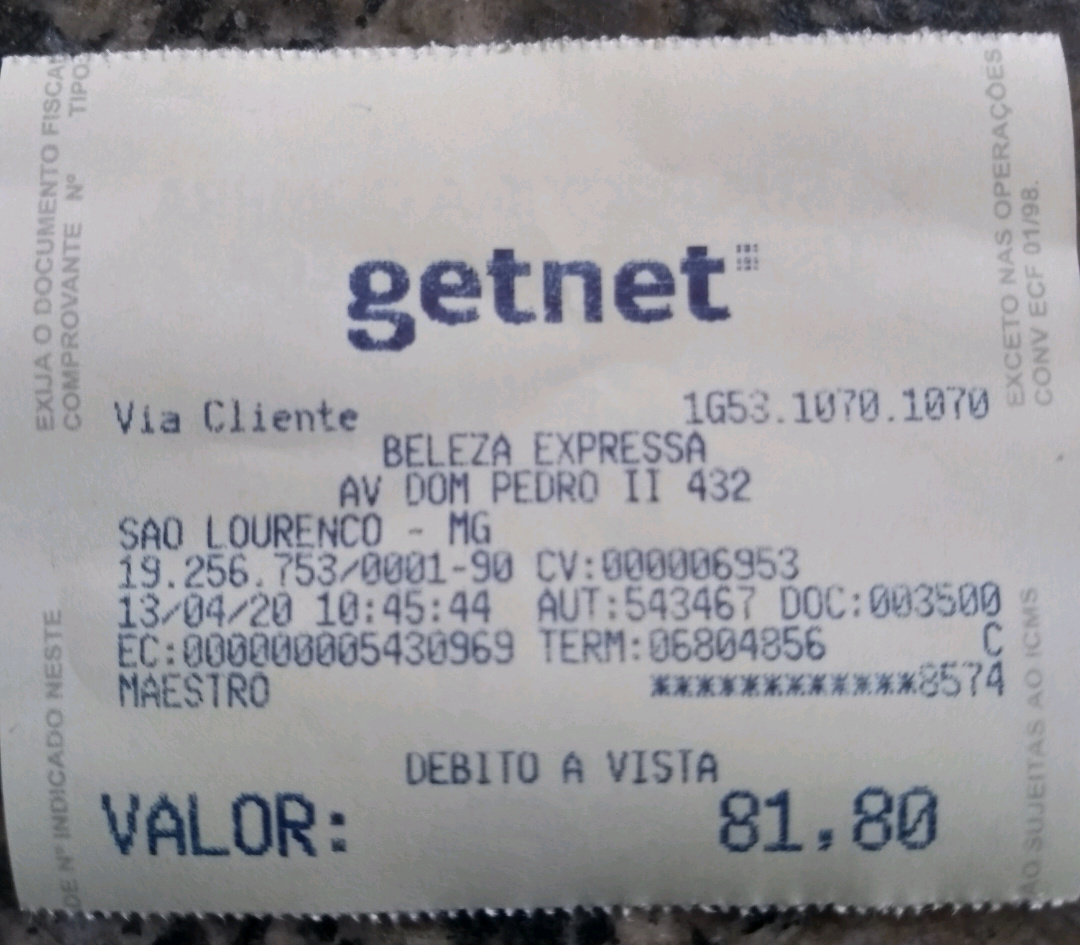 getnet
Via Cliente 1G53.1070.1070
BELEZA EXPRESSA
AV DOM PEDRO II 432
SAO LOURENCO - MG
19.256.753/0001-90 CV:000006953
13/04/20 10:45:44 AUT:543467 DOC:003500
EC:000000005430969 TERM:06804856 C
MAESTRO ************8574
DEBITO A VISTA
VALOR: 81,80
EXIJA O DOCUMENTO FISCAL
COMPROVANTE Nº TIPO
DE Nº INDICADO NESTE
EXCETO NAS OPERAÇÕES
CONV ECF 01/98.
SUJEITAS AO ICMS